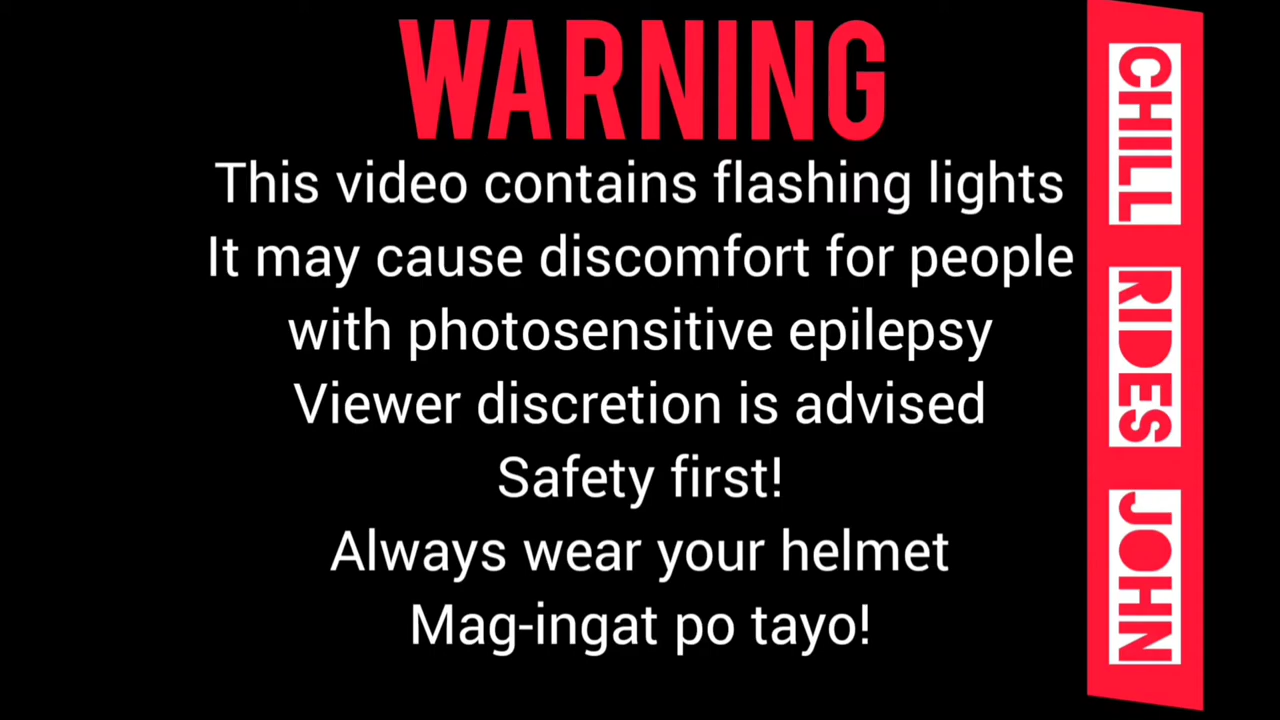 WARNING
This video contains flashing lights
It may cause discomfort for people
with photosensitive epilepsy
Viewer discretion is advised
Safety first!
Always wear your helmet
Mag-ingat po tayo!
CHILL RIDES JOHN